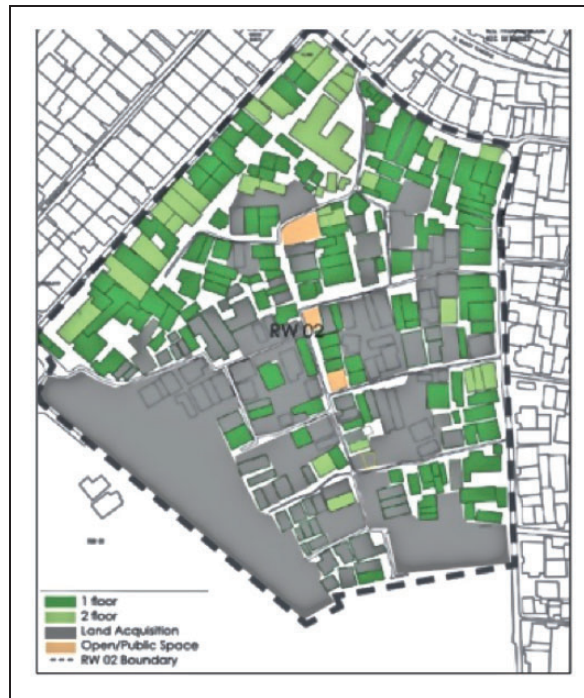 RW 02
1 floor
2 floor
Land Acquisition
Open/Public Space
RW 02 Boundary